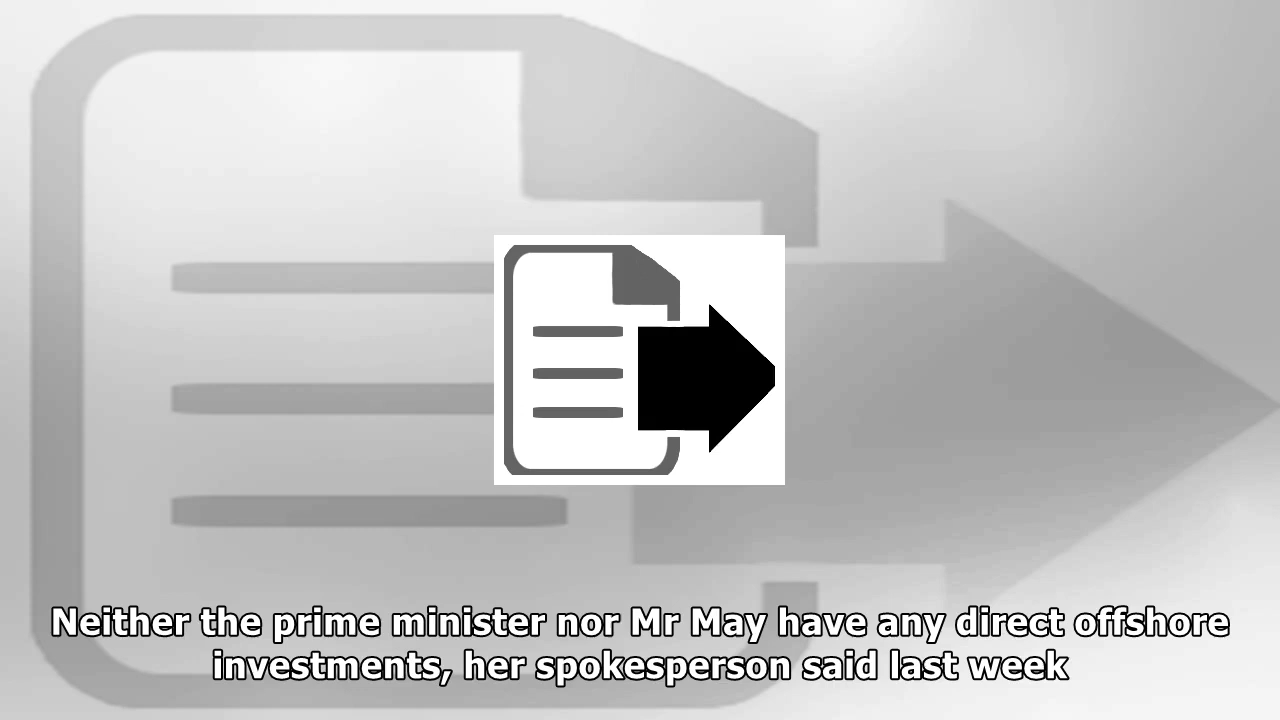 Neither the prime minister nor Mr May have any direct offshore
investments, her spokesperson said last week